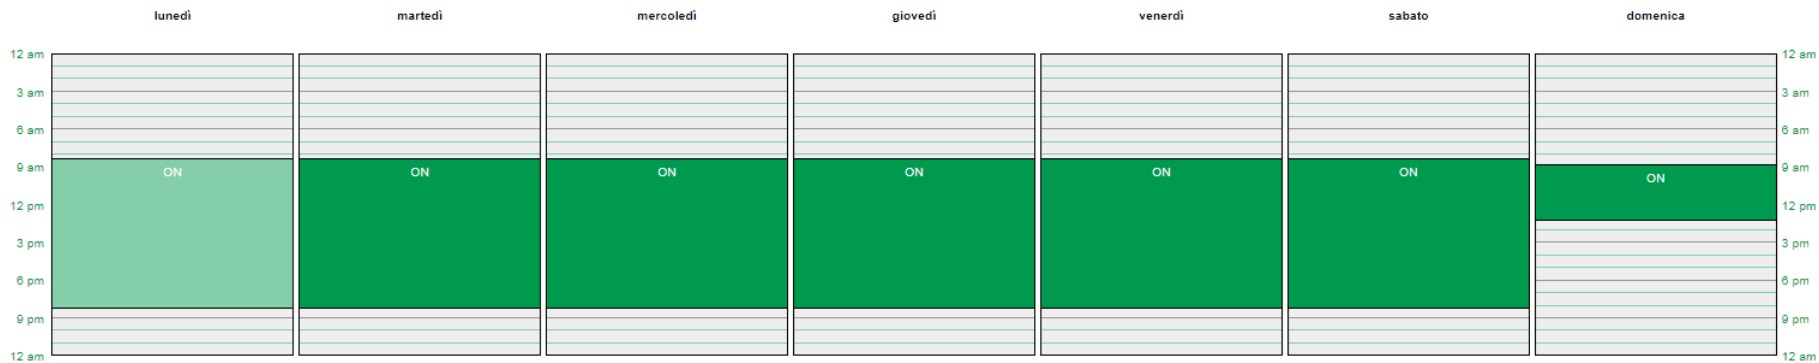 lunedì martedì mercoledì giovedì venerdì sabato domenica
12 am 12 am
3 am 3 am
6 am 6 am
9 am ON ON ON ON ON ON 9 am
ON
12 pm 12 pm
3 pm 3 pm
6 pm 6 pm
9 pm 9 pm
12 am 12 am